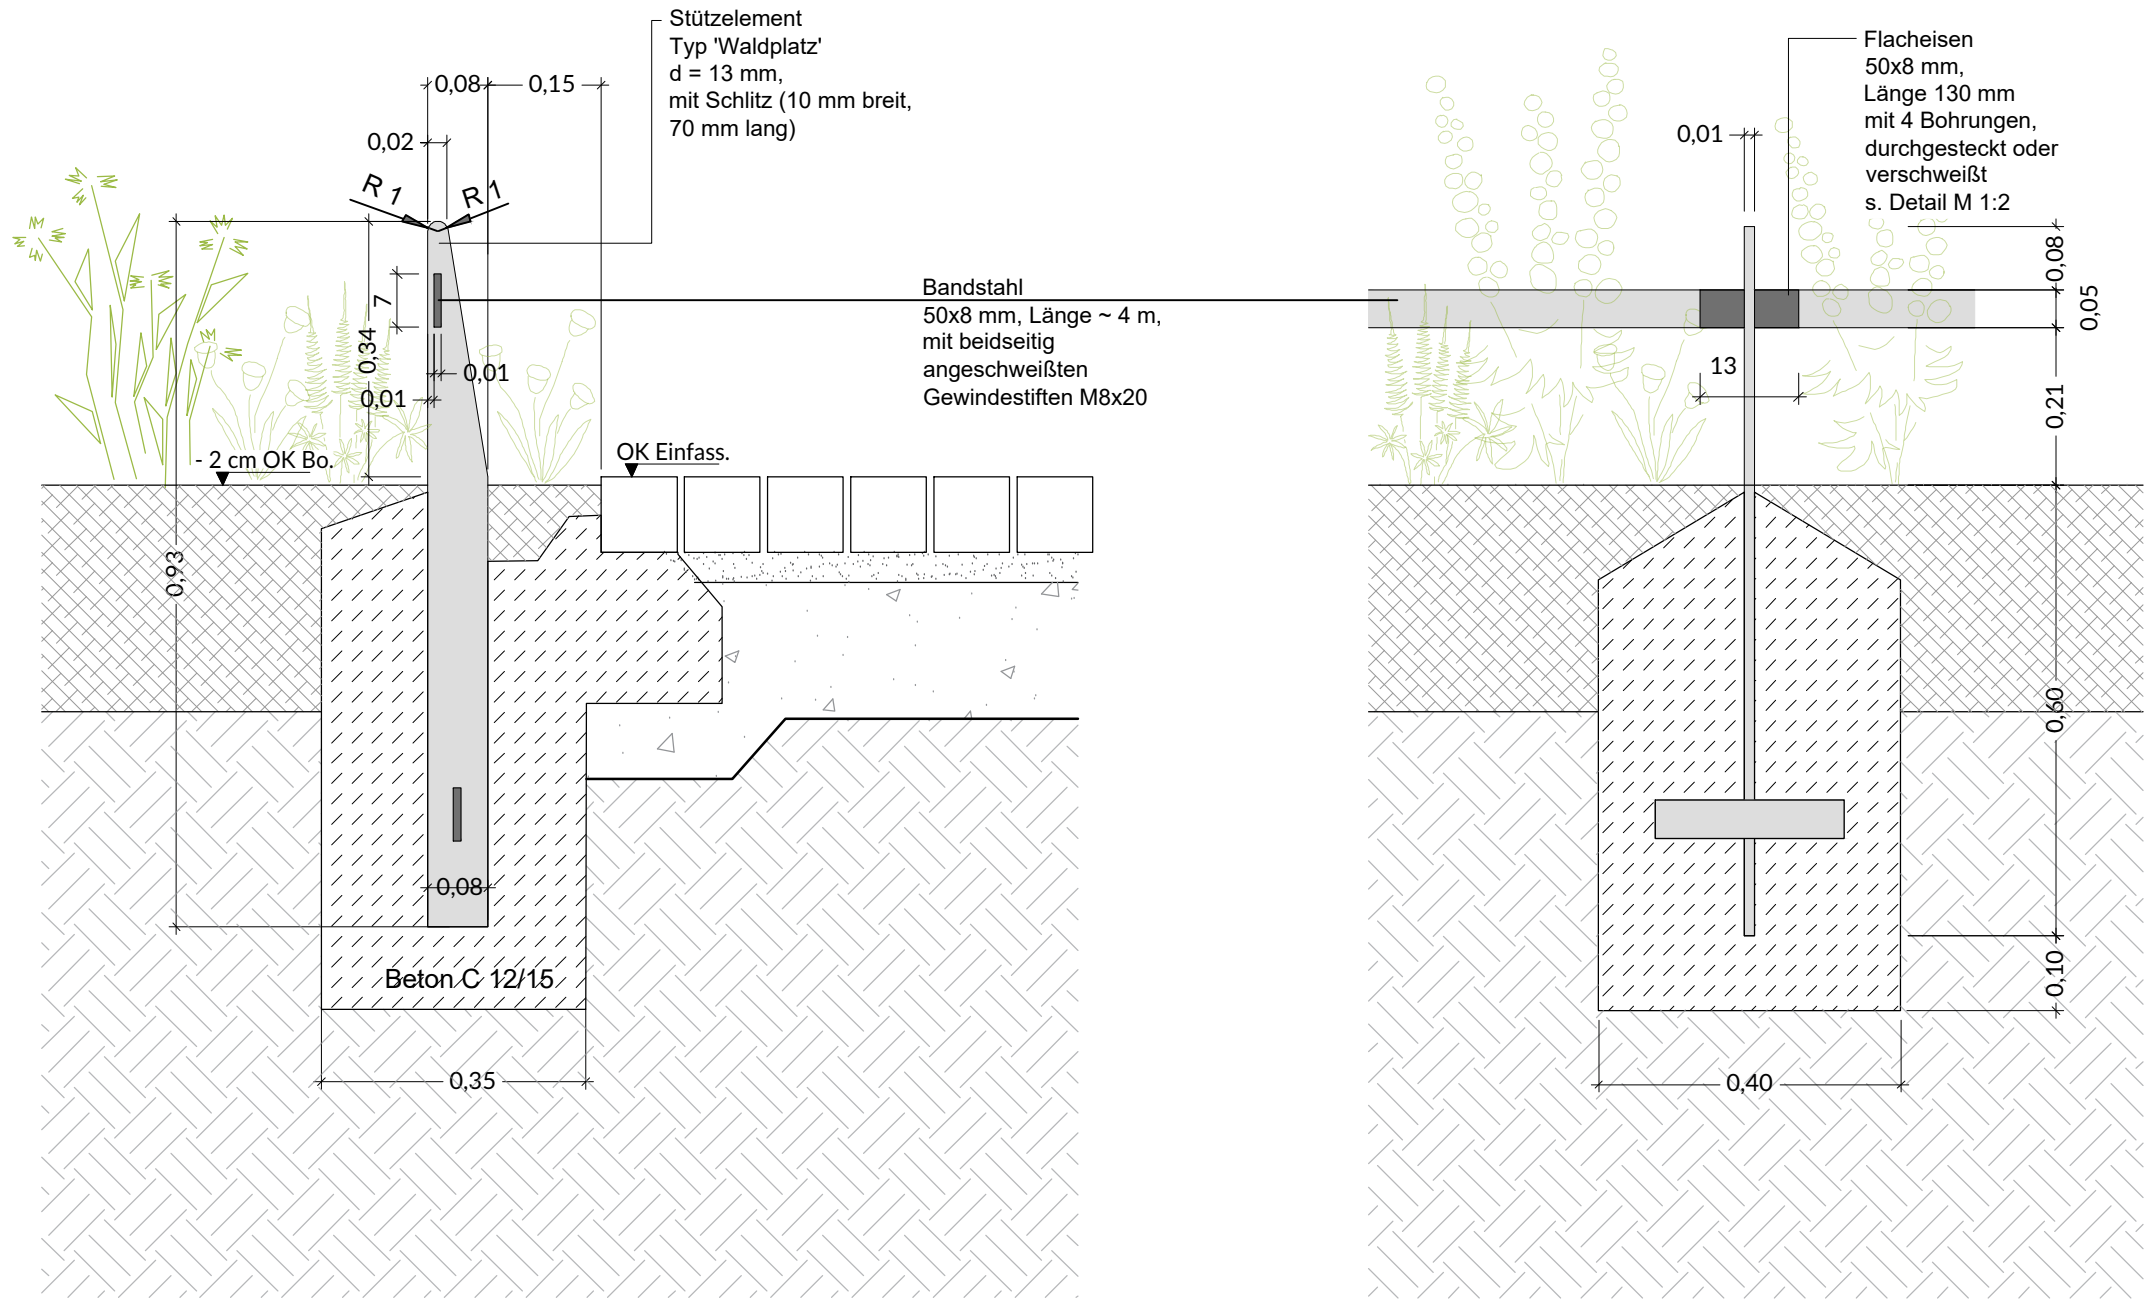 Stützelement
Typ 'Waldplatz'
d = 13 mm,
mit Schlitz (10 mm breit,
70 mm lang)
0,08
0,15
0,02
R 1
R 1
7
0,34
0,01
0,01
- 2 cm OK Bo.
OK Einfass.
0,93
0,08
Beton C 12/15
0,35
Bandstahl
50x8 mm, Länge ~ 4 m,
mit beidseitig
angeschweißten
Gewindestiften M8x20
Flacheisen
50x8 mm,
Länge 130 mm
mit 4 Bohrungen,
durchgesteckt oder
verschweißt
s. Detail M 1:2
0,01
0,08
0,05
13
0,21
0,60
0,10
0,40